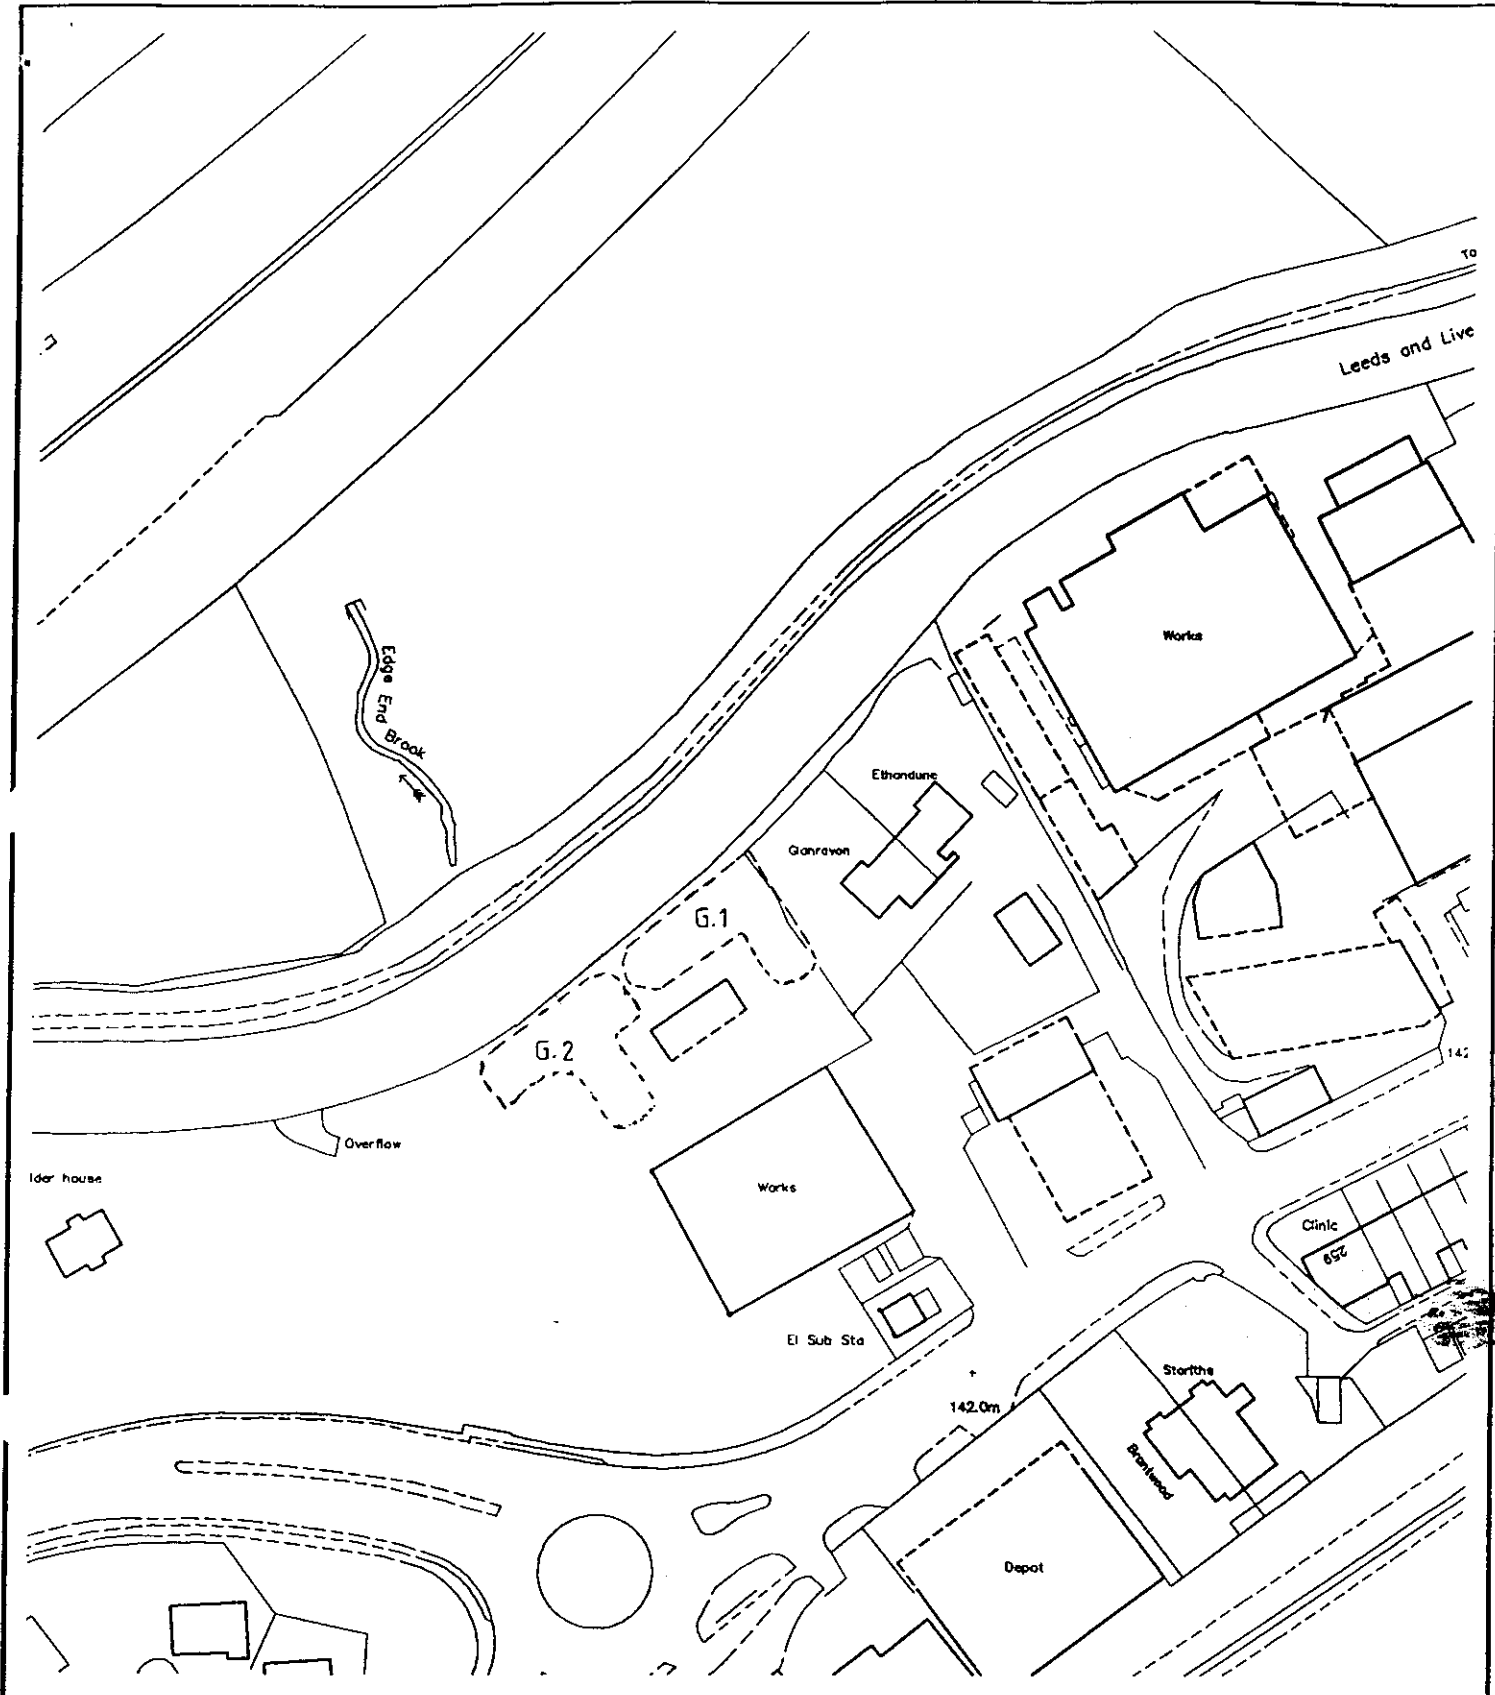 To
Leeds and Live
Works
Edge End Brook
Ethandune
Glanravon
G.1
G.2
142
Overflow
lder house
Works
Clinic
259
El Sub Sta
Storiths
142.0m
Brantwood
Depot